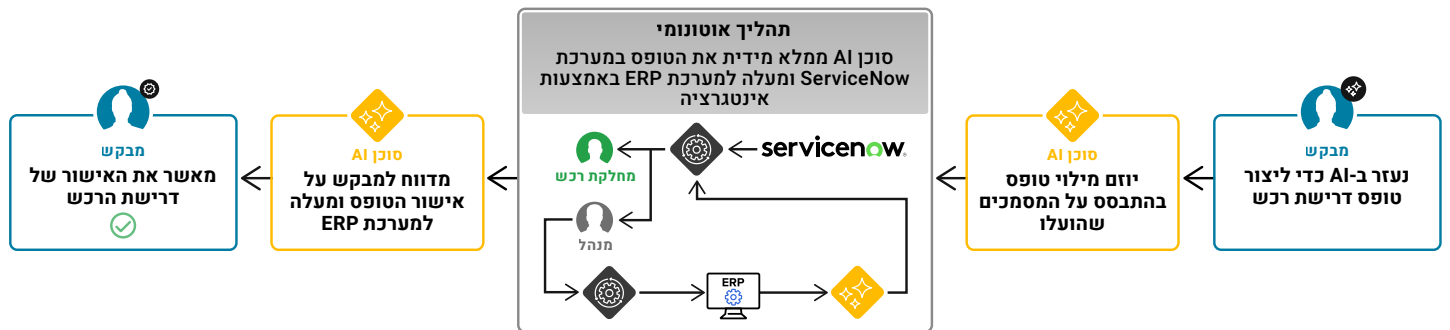 מבקש
נעזר ב-AI כדי ליצור
טופס דרישת רכש
סוכן AI
יוזם מילוי טופס
בהתבסס על המסמכים
שהועלו
תהליך אוטונומי
סוכן AI ממלא מידית את הטופס במערכת
ServiceNow ומעלה למערכת ERP באמצעות
אינטגרציה
servicenow
מחלקת רכש
מנהל
ERP
סוכן AI
מדווח למבקש על
אישור הטופס ומעלה
למערכת ERP
מבקש
מאשר את האישור של
דרישת הרכש